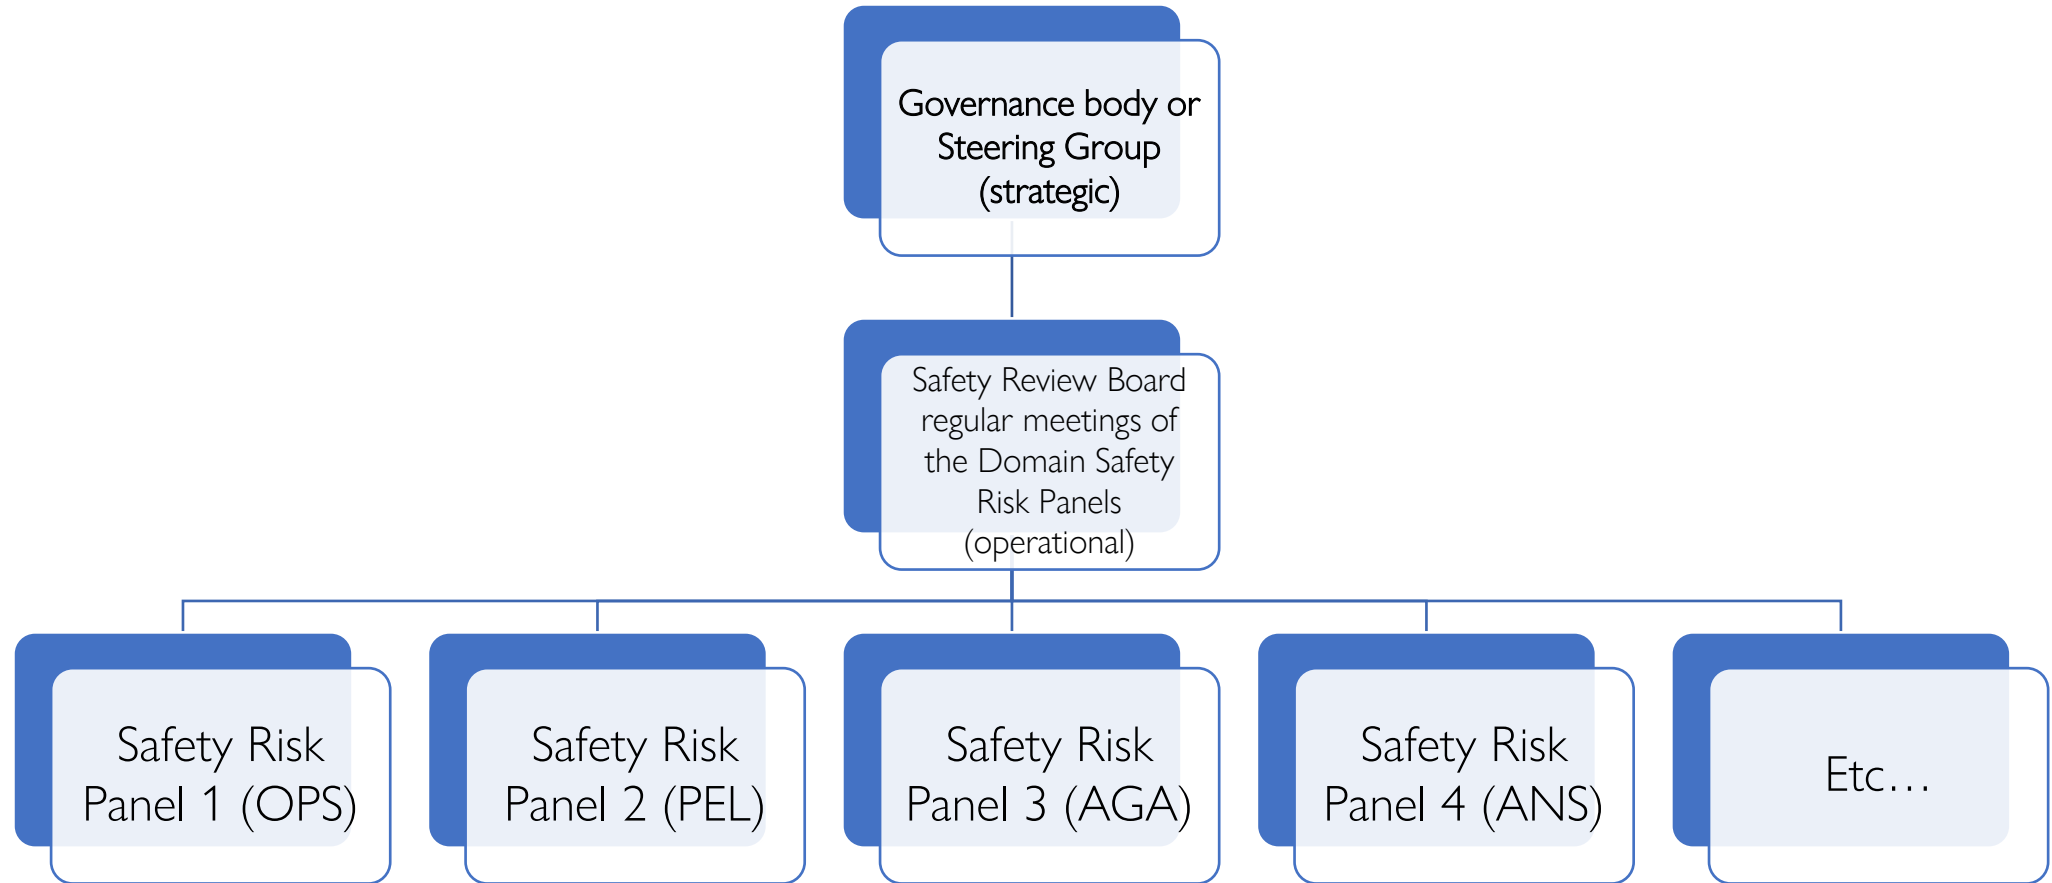 Governance body or
Steering Group
(strategic)
Safety Review Board
regular meetings of
the Domain Safety
Risk Panels
(operational)
Safety Risk
Panel 1 (OPS)
Safety Risk
Panel 2 (PEL)
Safety Risk
Panel 3 (AGA)
Safety Risk
Panel 4 (ANS)
Etc…